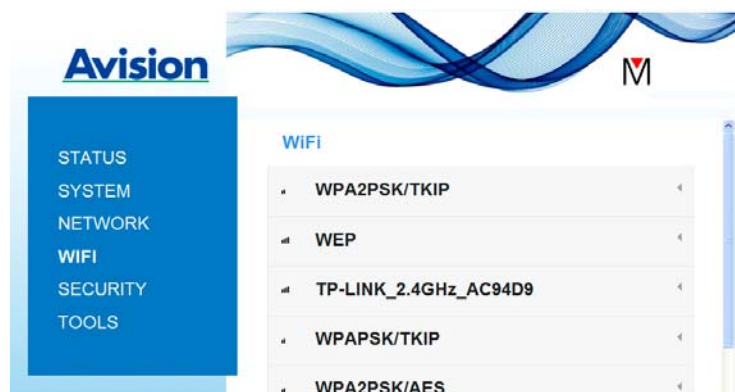 Avision
M
STATUS
SYSTEM
NETWORK
WIFI
SECURITY
TOOLS
WiFi
WPA2PSK/TKIP
WEP
TP-LINK_2.4GHz_AC94D9
WPAPSK/TKIP
WPA2PSK/AES